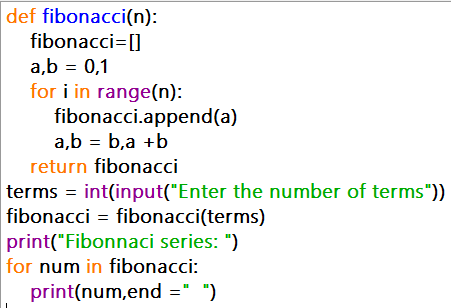 def fibonacci(n):
    fibonacci=[]
    a,b = 0,1
    for i in range(n):
        fibonacci.append(a)
        a,b = b,a +b
    return fibonacci
terms = int(input("Enter the number of terms"))
fibonacci = fibonacci(terms)
print("Fibonnaci series: ")
for num in fibonacci:
    print(num,end ="  ")